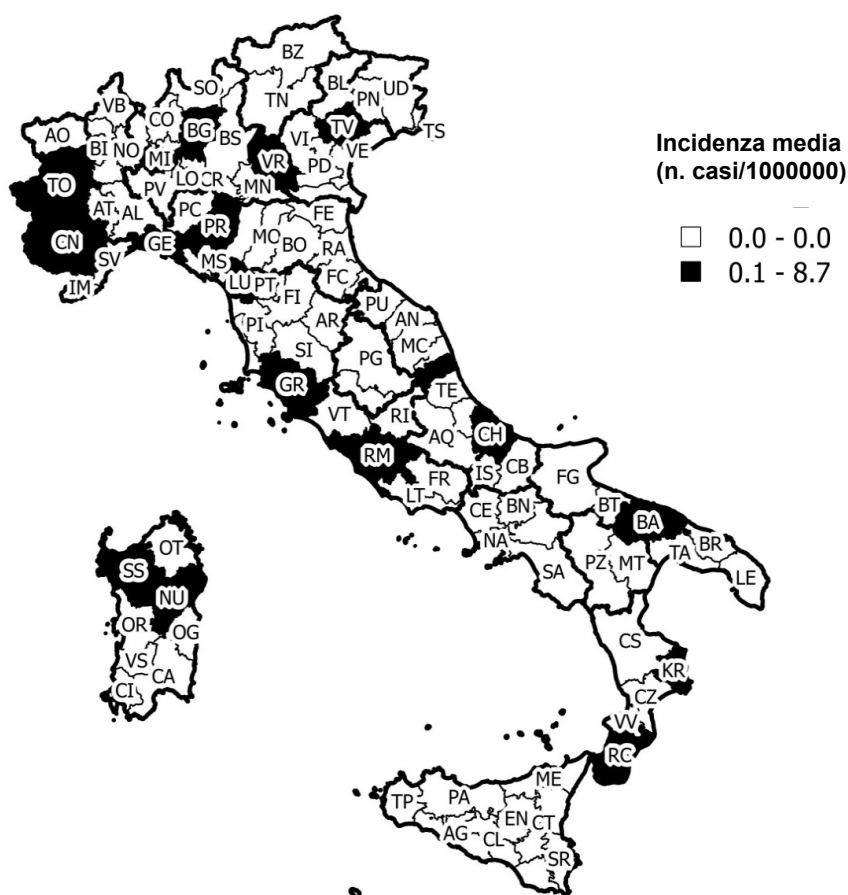 BZ
SO
BL
UD
VB
TN
PN
CO
BG
TV
TS
AO
BI
NO
BS
VI
VE
MI
VR
PD
TO
LO
CR
MN
PV
AT
AL
PC
FE
PR
MO
BO
CN
GE
RA
SV
MS
FC
IM
LU
PT
FI
PU
AN
PI
AR
MC
SI
PG
GR
TE
VT
RI
AQ
CH
RM
FR
IS
CB
FG
LT
CE
BN
BT
BA
NA
BR
PZ
MT
TA
SA
LE
OT
SS
NU
OR
OG
VS
CA
CI
CS
KR
CZ
VV
RC
ME
TP
PA
EN
CT
AG
CL
SR
Incidenza media
(n. casi/1000000)
0.0 - 0.0
0.1 - 8.7